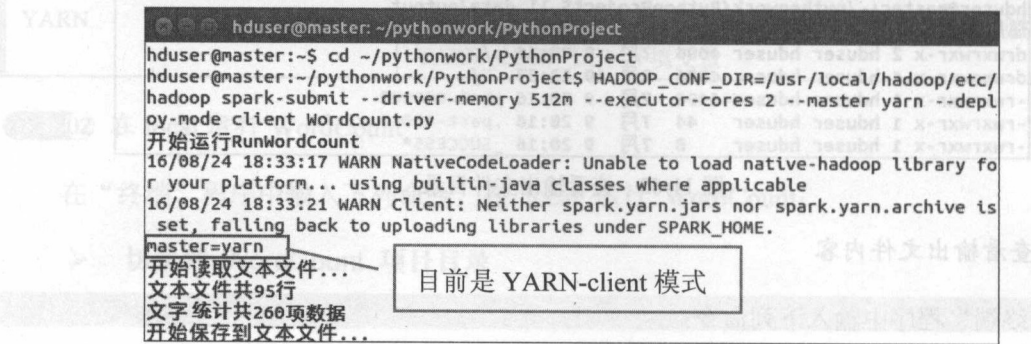 hduser@master: ~/pythonwork/PythonProject
hduser@master:~$ cd ~/pythonwork/PythonProject
hduser@master:~/pythonwork/PythonProject$ HADOOP_CONF_DIR=/usr/local/hadoop/etc/
hadoop spark-submit --driver-memory 512m --executor-cores 2 --master yarn --depl
oy-mode client WordCount.py
开始运行RunWordCount
16/08/24 18:33:17 WARN NativeCodeLoader: Unable to load native-hadoop library fo
r your platform... using builtin-java classes where applicable
16/08/24 18:33:21 WARN Client: Neither spark.yarn.jars nor spark.yarn.archive is
set, falling back to uploading libraries under SPARK_HOME.
master=yarn
开始读取文本文件...
目前是 YARN-client 模式
文本文件共95行
文字统计共260项数据
开始保存到文本文件...